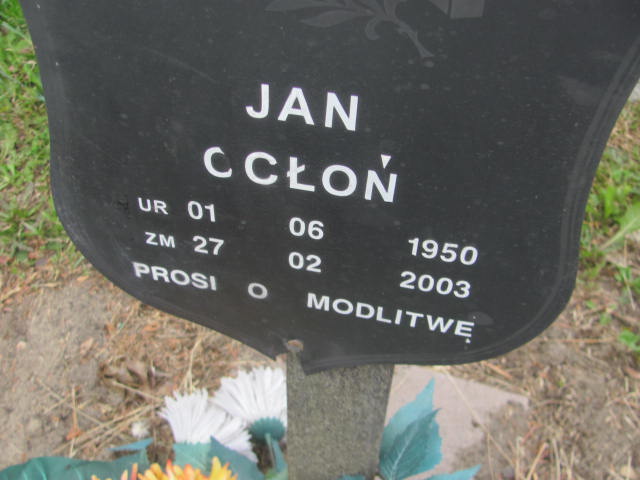 JAN
OCŁOŃ
UR 01 06 1950
ZM 27 02 2003
PROSI O MODLITWĘ